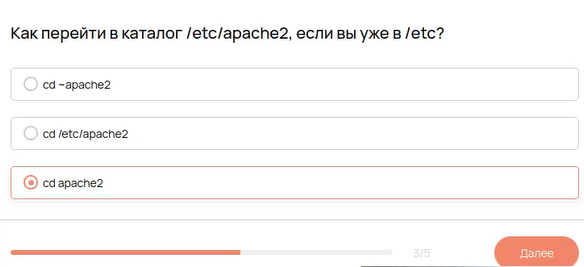 Как перейти в каталог /etc/apache2, если вы уже в /etc?
cd ~apache2
cd /etc/apache2
cd apache2
3/5
Далее